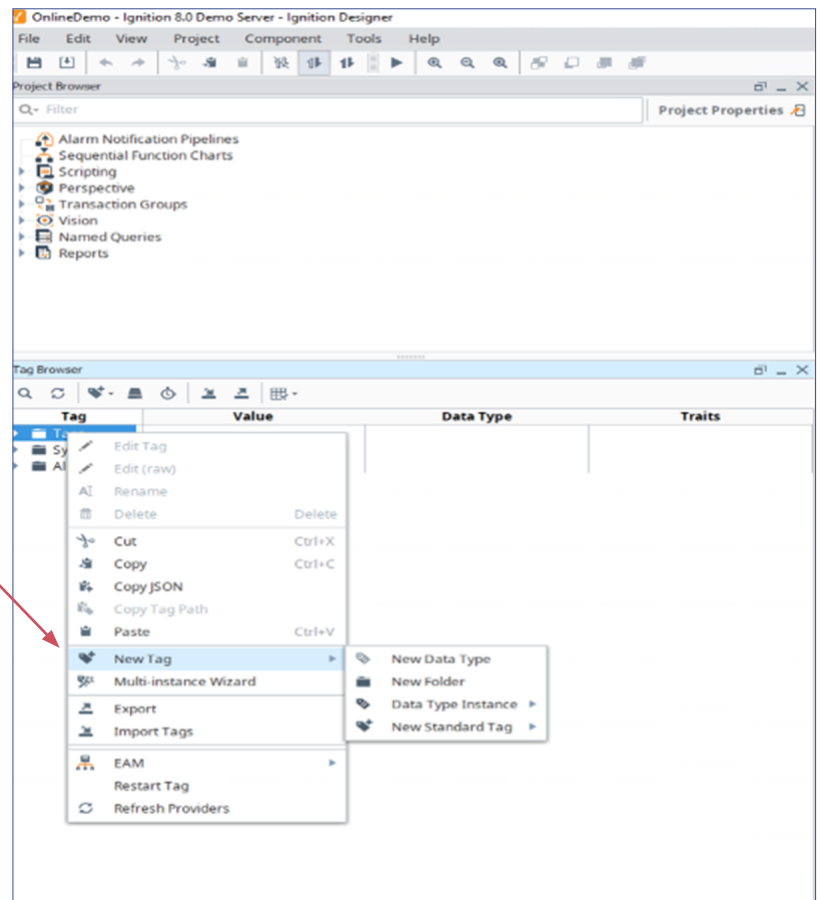 OnlineDemo - Ignition 8.0 Demo Server - Ignition Designer
File Edit View Project Component Tools Help
Project Browser
Filter Project Properties
Alarm Notification Pipelines
Sequential Function Charts
Scripting
Perspective
Transaction Groups
Vision
Named Queries
Reports
Tag Browser
Tag Value Data Type Traits
Edit Tag
Edit (raw)
Rename
Delete Delete
Cut Ctrl+X
Copy Ctrl+C
Copy JSON
Copy Tag Path
Paste Ctrl+V
New Tag New Data Type
Multi-instance Wizard New Folder
Data Type Instance
Export
New Standard Tag
Import Tags
EAM
Restart Tag
Refresh Providers